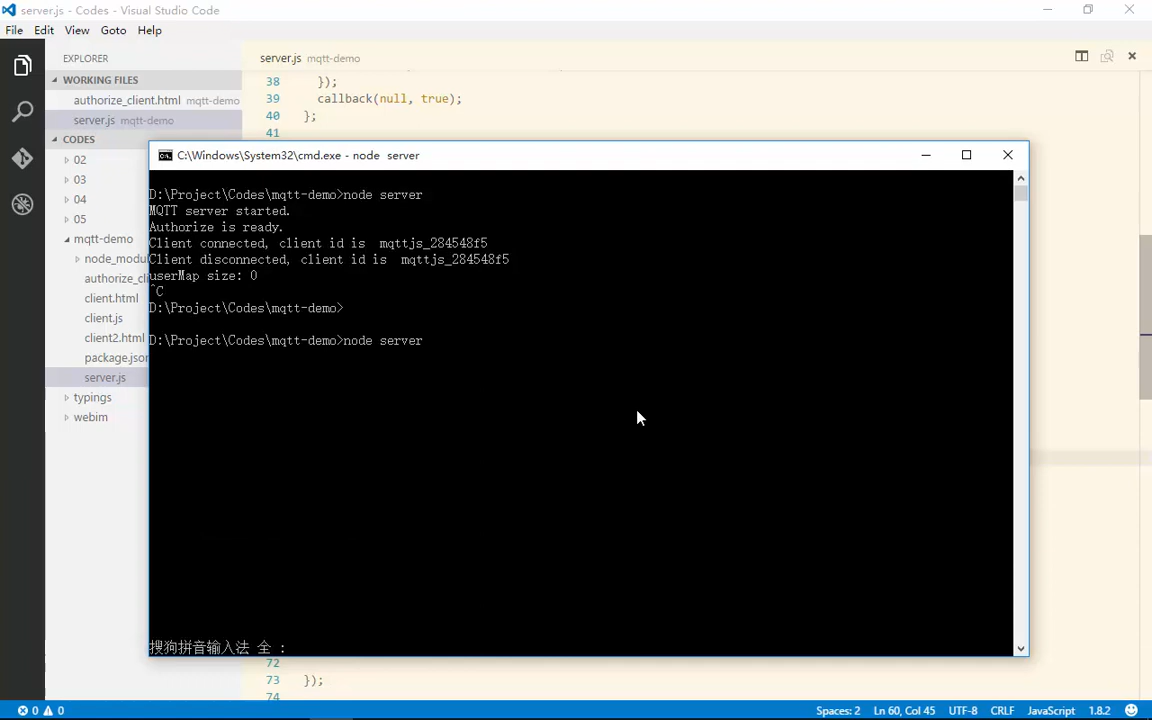 server.js - Codes - Visual Studio Code
File Edit View Goto Help
EXPLORER
WORKING FILES
authorize_client.html mqtt-demo
server.js mqtt-demo
CODES
02
03
04
05
mqtt-demo
node_modu
authorize_cl
client.html
client.js
client2.html
package.json
server.js
typings
webim
server.js mqtt-demo
38 });
39 callback(null, true);
40 };
41
C:\Windows\System32\cmd.exe - node server
D:\Project\Codes\mqtt-demo>node server
MQTT server started.
Authorize is ready.
Client connected, client id is mqttjs_284548f5
Client disconnected, client id is mqttjs_284548f5
userMap size: 0
^C
D:\Project\Codes\mqtt-demo>
D:\Project\Codes\mqtt-demo>node server
搜狗拼音输入法 全 :
72
73 });
74
0 0
Spaces: 2 Ln 60, Col 45 UTF-8 CRLF JavaScript 1.8.2